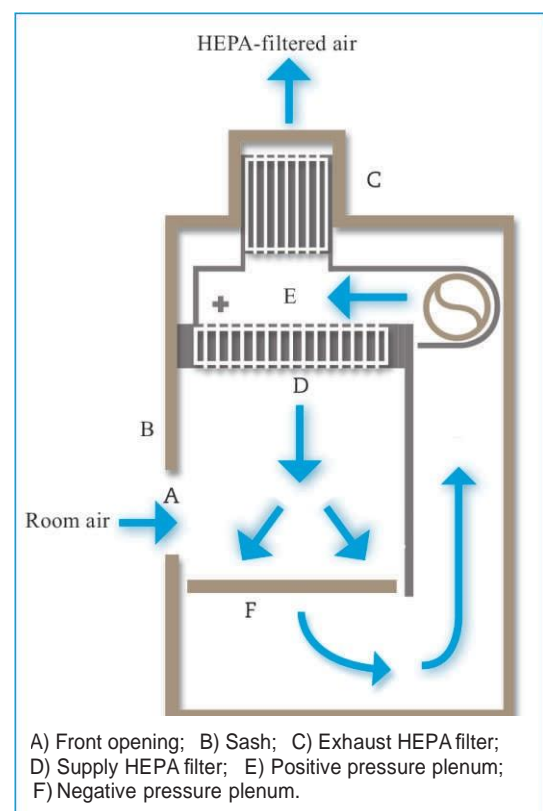 HEPA-filtered air
C
E
D
B
A
Room air
F
A) Front opening; B) Sash; C) Exhaust HEPA filter;
D) Supply HEPA filter; E) Positive pressure plenum;
F) Negative pressure plenum.